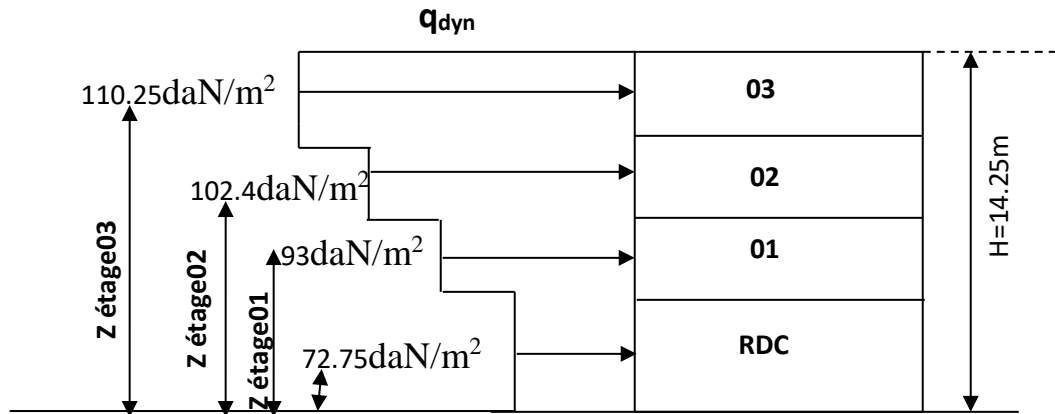 qdyn
110.25daN/m²
03
102.4daN/m²
02
93daN/m²
01
72.75daN/m²
RDC
Z étage03
Z étage02
Z étage01
H=14.25m